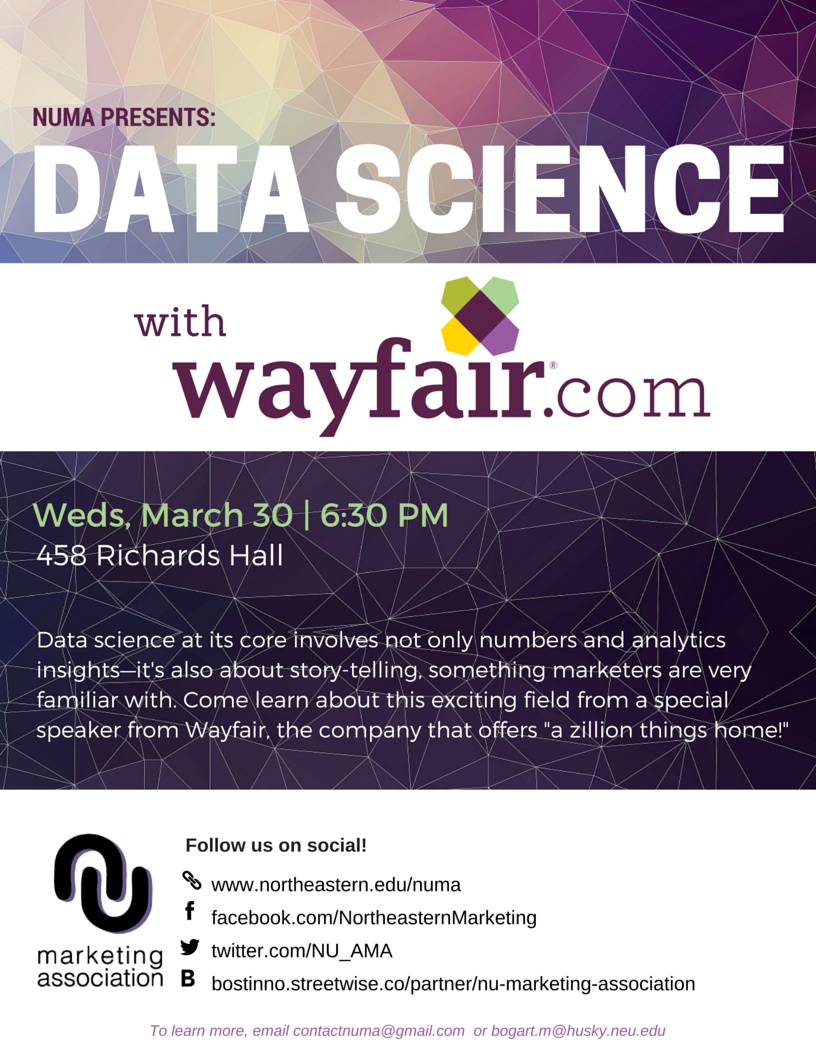 NUMA PRESENTS:
DATA SCIENCE
with
wayfair®.com
Weds, March 30 | 6:30 PM
458 Richards Hall
Data science at its core involves not only numbers and analytics
insights—it's also about story-telling, something marketers are very
familiar with. Come learn about this exciting field from a special
speaker from Wayfair, the company that offers "a zillion things home!"
Follow us on social!
www.northeastern.edu/numa
f facebook.com/NortheasternMarketing
twitter.com/NU_AMA
B bostinno.streetwise.co/partner/nu-marketing-association
marketing
association
To learn more, email contactnuma@gmail.com or bogart.m@husky.neu.edu